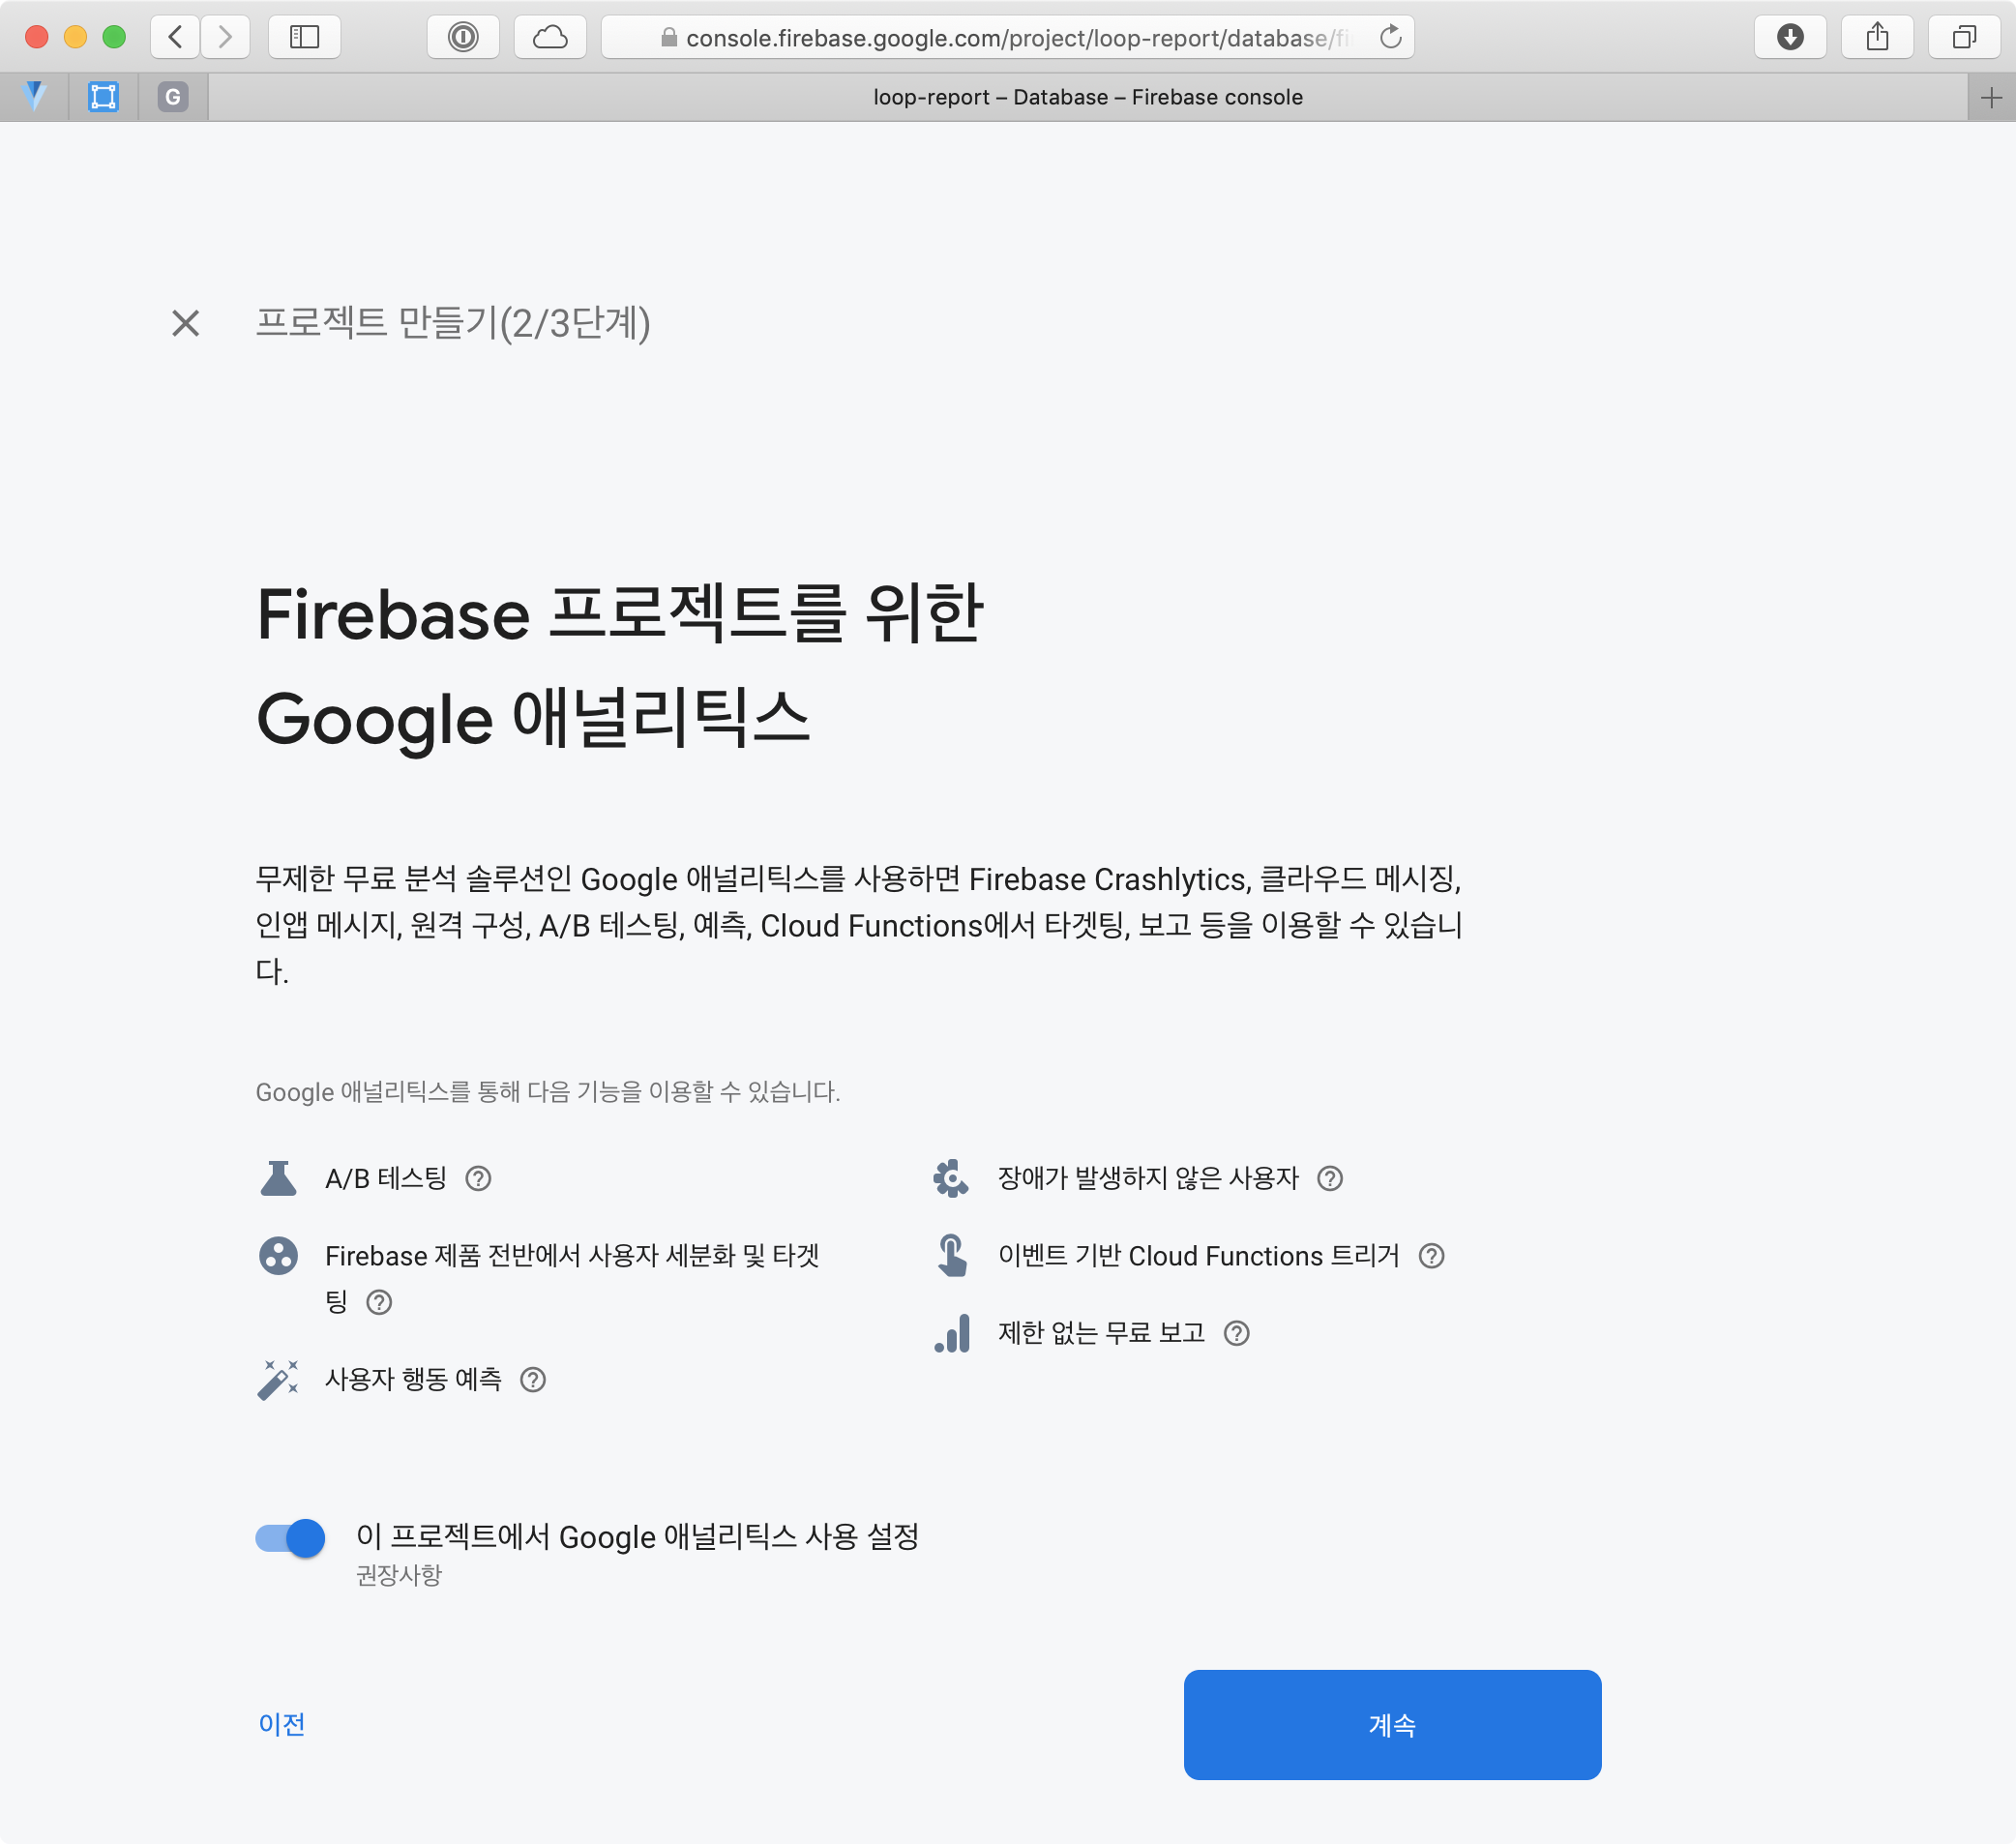 console.firebase.google.com/project/loop-report/database/fi
G
loop-report – Database – Firebase console
프로젝트 만들기(2/3단계)
Firebase 프로젝트를 위한
Google 애널리틱스
무제한 무료 분석 솔루션인 Google 애널리틱스를 사용하면 Firebase Crashlytics, 클라우드 메시징,
인앱 메시지, 원격 구성, A/B 테스팅, 예측, Cloud Functions에서 타겟팅, 보고 등을 이용할 수 있습니
다.
Google 애널리틱스를 통해 다음 기능을 이용할 수 있습니다.
A/B 테스팅
Firebase 제품 전반에서 사용자 세분화 및 타겟
팅
사용자 행동 예측
장애가 발생하지 않은 사용자
이벤트 기반 Cloud Functions 트리거
제한 없는 무료 보고
이 프로젝트에서 Google 애널리틱스 사용 설정
권장사항
이전
계속